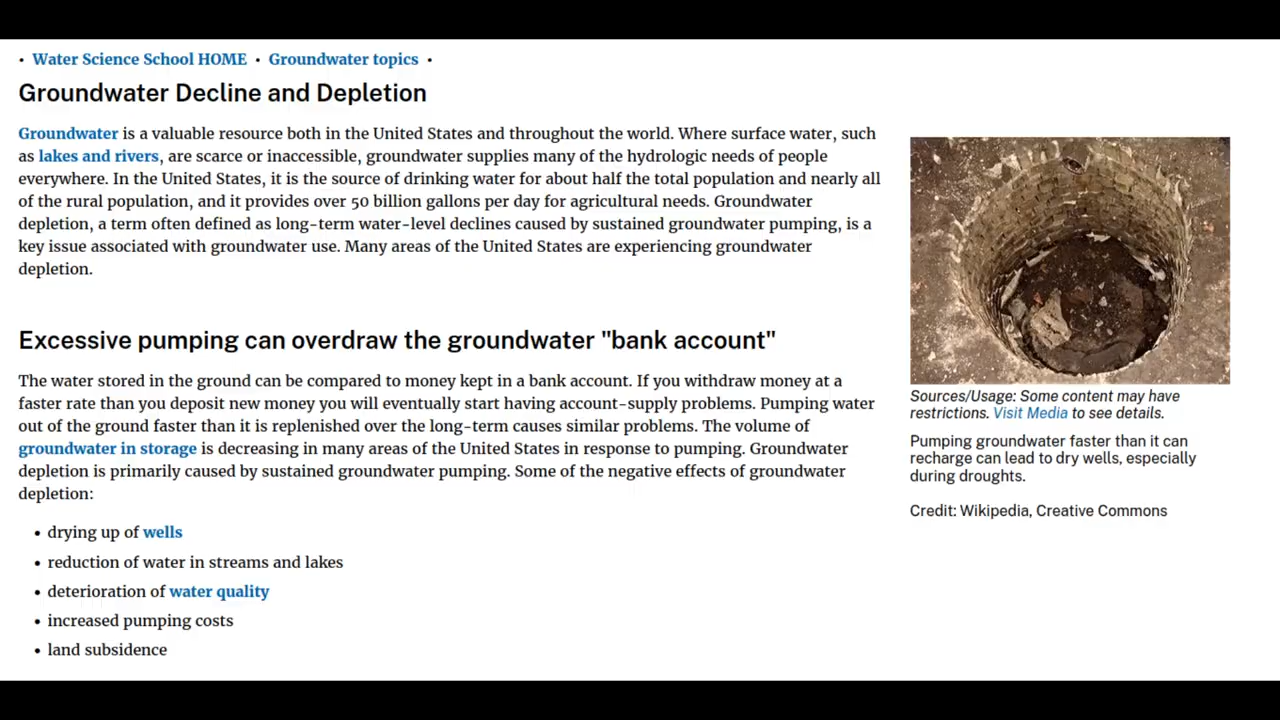 • Water Science School HOME • Groundwater topics •
Groundwater Decline and Depletion
Groundwater is a valuable resource both in the United States and throughout the world. Where surface water, such
as lakes and rivers, are scarce or inaccessible, groundwater supplies many of the hydrologic needs of people
everywhere. In the United States, it is the source of drinking water for about half the total population and nearly all
of the rural population, and it provides over 50 billion gallons per day for agricultural needs. Groundwater
depletion, a term often defined as long-term water-level declines caused by sustained groundwater pumping, is a
key issue associated with groundwater use. Many areas of the United States are experiencing groundwater
depletion.
Excessive pumping can overdraw the groundwater "bank account"
The water stored in the ground can be compared to money kept in a bank account. If you withdraw money at a
faster rate than you deposit new money you will eventually start having account-supply problems. Pumping water
out of the ground faster than it is replenished over the long-term causes similar problems. The volume of
groundwater in storage is decreasing in many areas of the United States in response to pumping. Groundwater
depletion is primarily caused by sustained groundwater pumping. Some of the negative effects of groundwater
depletion:
• drying up of wells
• reduction of water in streams and lakes
• deterioration of water quality
• increased pumping costs
• land subsidence
Sources/Usage: Some content may have
restrictions. Visit Media to see details.
Pumping groundwater faster than it can
recharge can lead to dry wells, especially
during droughts.
Credit: Wikipedia, Creative Commons